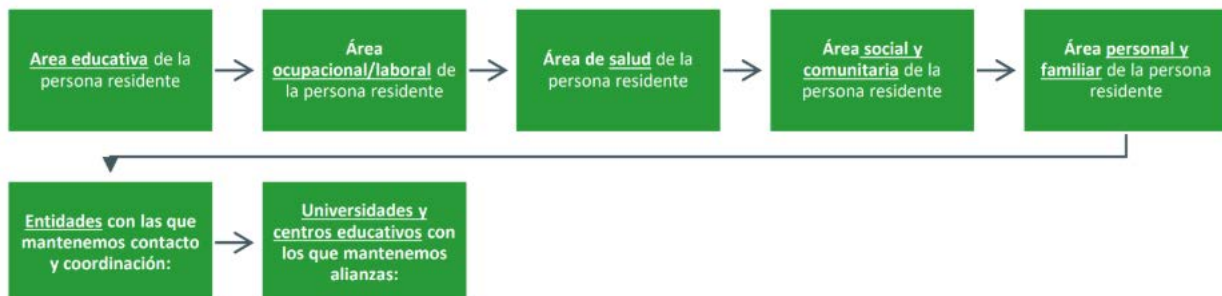 Area educativa de la
persona residente
Área
ocupacional/laboral de
la persona residente
Área de salud de la
persona residente
Área social y
comunitaria de la
persona residente
Área personal y
familiar de la persona
residente
Entidades con las que
mantenemos contacto
y coordinación:
Universidades y
centros educativos con
los que mantenemos
alianzas: